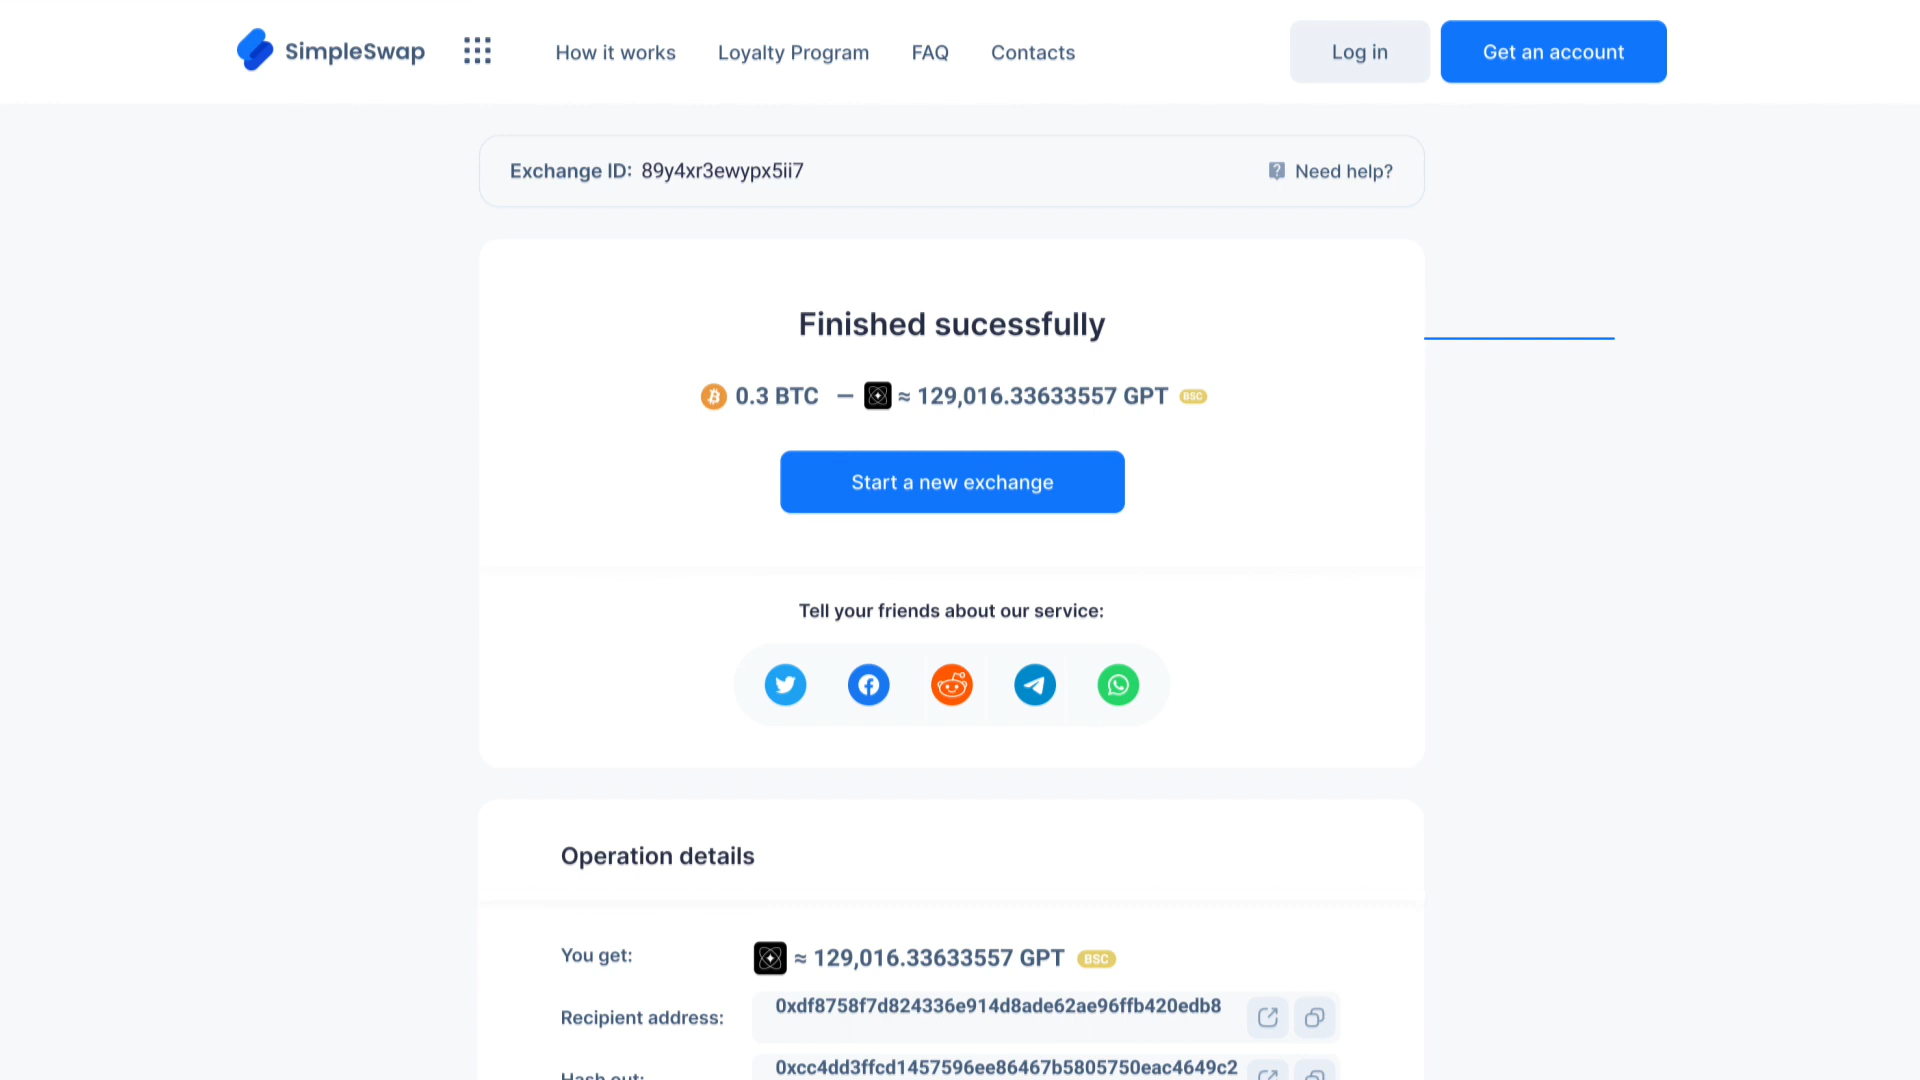 SimpleSwap
How it works
Loyalty Program
FAQ
Contacts
Log in
Get an account
Exchange ID: 89y4xr3ewypx5ii7
Need help?
Finished sucessfully
0.3 BTC — ≈ 129,016.33633557 GPT BSC
Start a new exchange
Tell your friends about our service:
Operation details
You get: ≈ 129,016.33633557 GPT BSC
Recipient address: 0xdf8758f7d824336e914d8ade62ae96ffb420edb8
Hash out: 0xcc4dd3ffcd1457596ee86467b5805750eac4649c2